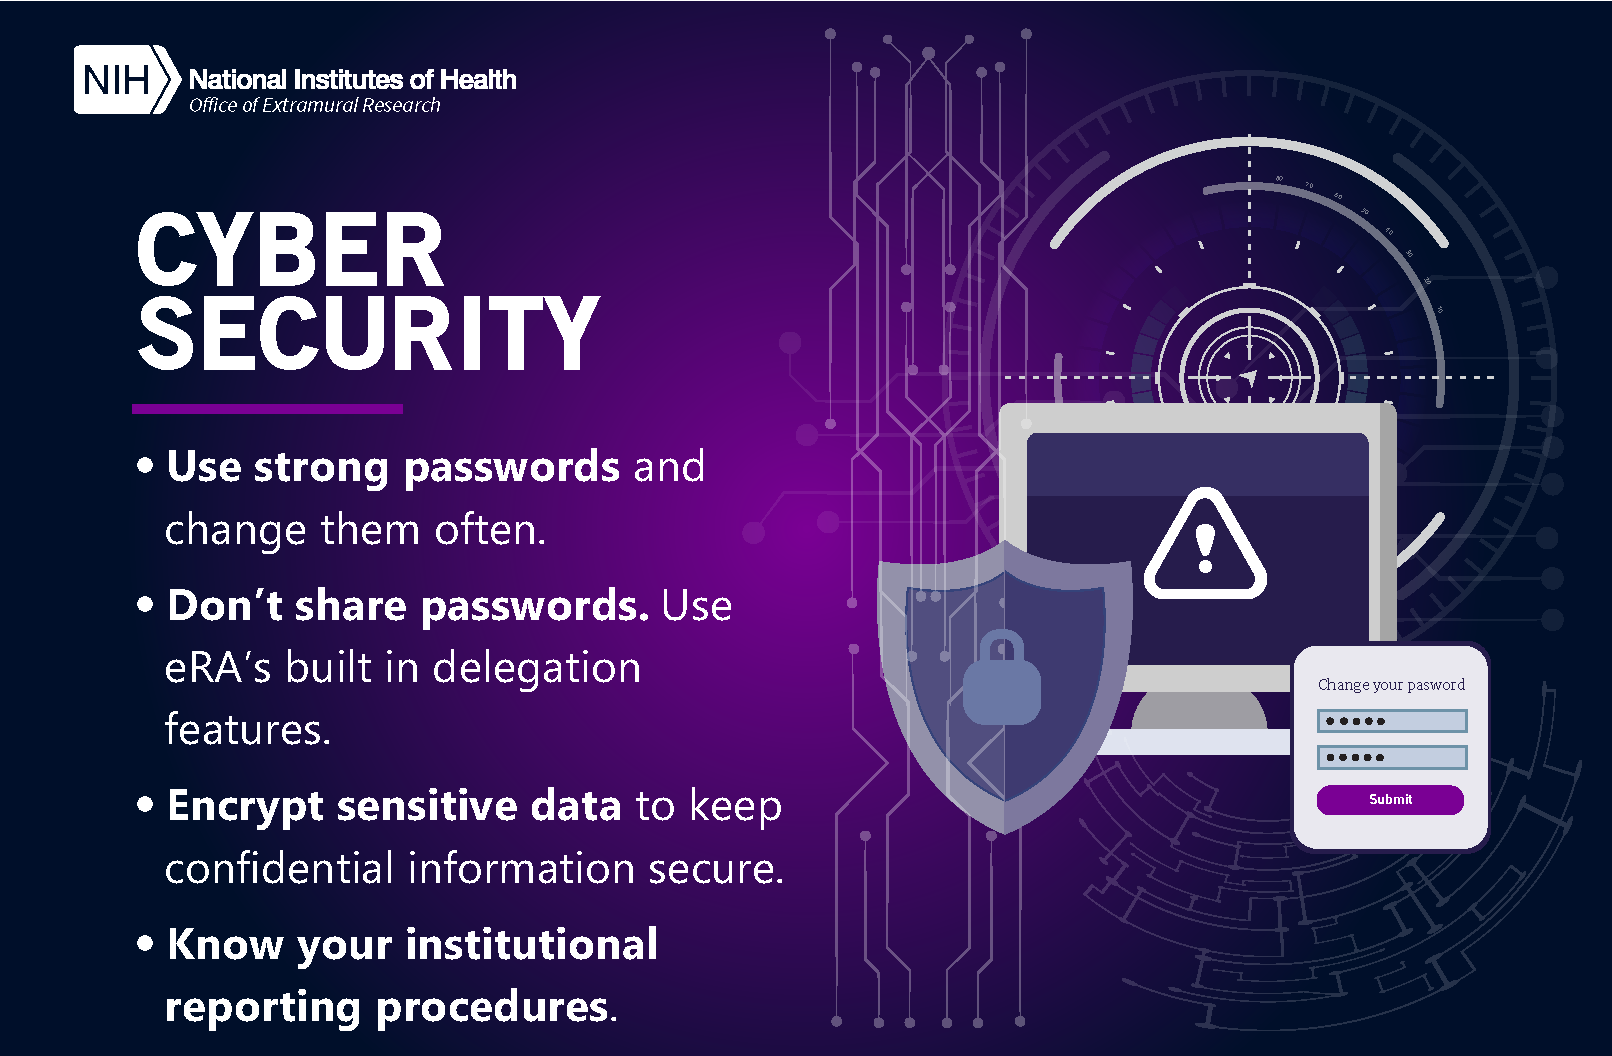 NIH
National Institutes of Health
Office of Extramural Research
CYBER
SECURITY
• Use strong passwords and
change them often.
• Don’t share passwords. Use
eRA’s built in delegation
features.
• Encrypt sensitive data to keep
confidential information secure.
• Know your institutional
reporting procedures.
Change your pasword
Submit